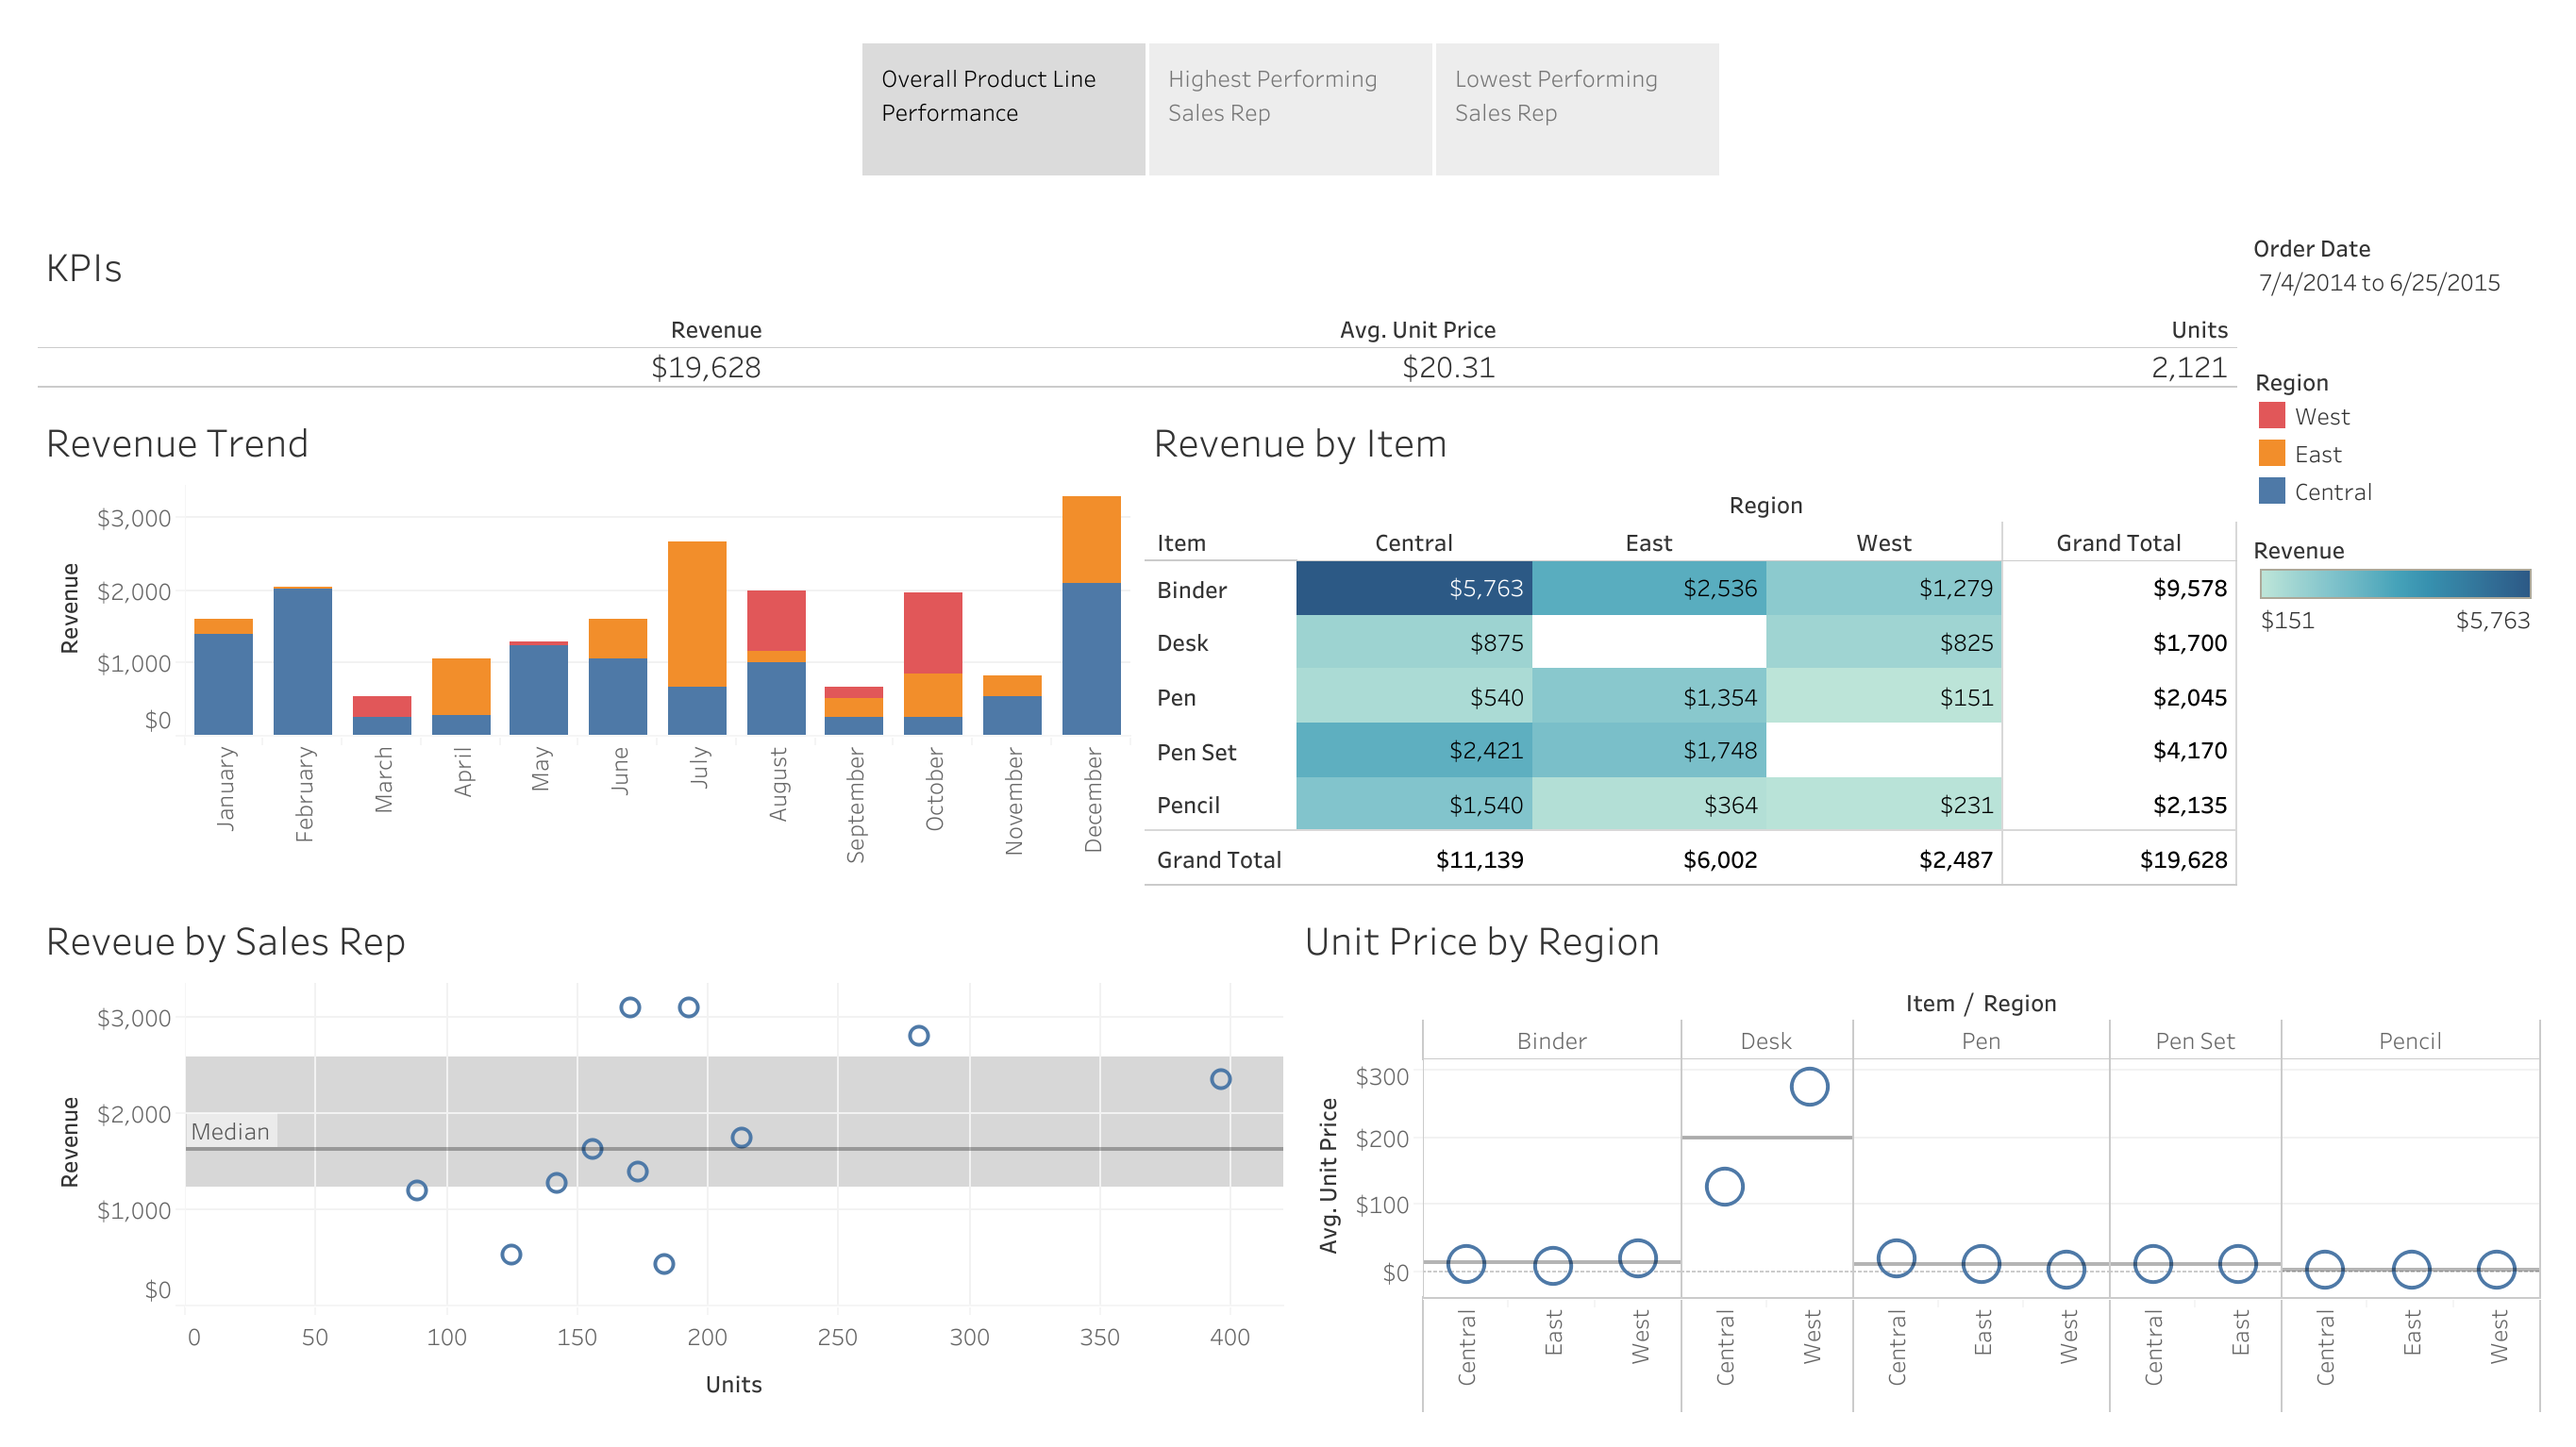 Overall Product Line
Performance
Highest Performing
Sales Rep
Lowest Performing
Sales Rep
KPIs
Revenue Avg. Unit Price Units
$19,628 $20.31 2,121
Order Date
7/4/2014 to 6/25/2015
Region
West
East
Central
Revenue
$151 $5,763
Revenue Trend
Revenue
$3,000
$2,000
$1,000
$0
January February March April May June July August September October November December
Revenue by Item
Region
Item Central East West Grand Total
Binder $5,763 $2,536 $1,279 $9,578
Desk $875 $825 $1,700
Pen $540 $1,354 $151 $2,045
Pen Set $2,421 $1,748 $4,170
Pencil $1,540 $364 $231 $2,135
Grand Total $11,139 $6,002 $2,487 $19,628
Reveue by Sales Rep
Revenue
$3,000
$2,000
Median
$1,000
$0
0 50 100 150 200 250 300 350 400
Units
Unit Price by Region
Item / Region
Binder Desk Pen Pen Set Pencil
Avg. Unit Price
$300
$200
$100
$0
Central East West Central West Central East West Central East Central East West